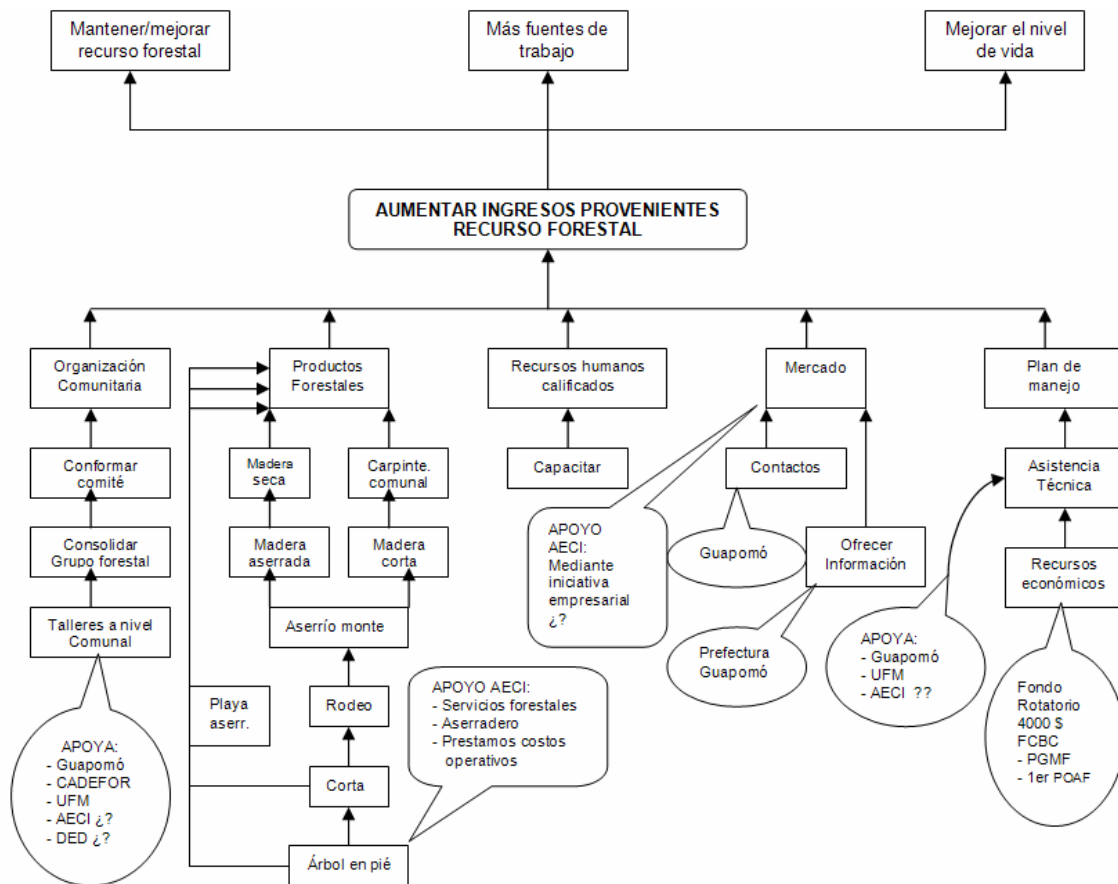 Mantener/mejorar
recurso forestal
Más fuentes de
trabajo
Mejorar el nivel
de vida
AUMENTAR INGRESOS PROVENIENTES
RECURSO FORESTAL
Organización
Comunitaria
Productos
Forestales
Recursos humanos
calificados
Mercado
Plan de
manejo
Conformar
comité
Madera
seca
Carpinte.
comunal
Capacitar
Contactos
Asistencia
Técnica
Consolidar
Grupo forestal
Madera
aserrada
Madera
corta
APOYO
AECI:
Mediante
iniciativa
empresarial
¿?
Guapomó
Ofrecer
Información
Recursos
económicos
Talleres a nivel
Comunal
Aserrío monte
Prefectura
Guapomó
APOYA:
- Guapomó
- UFM
- AECI ??
Playa
aserr.
Rodeo
APOYO AECI:
- Servicios forestales
- Aserradero
- Prestamos costos
operativos
Fondo
Rotatorio
4000 $
FCBC
- PGMF
- 1er POAF
APOYA:
- Guapomó
- CADEFOR
- UFM
- AECI ¿?
- DED ¿?
Corta
Árbol en pié